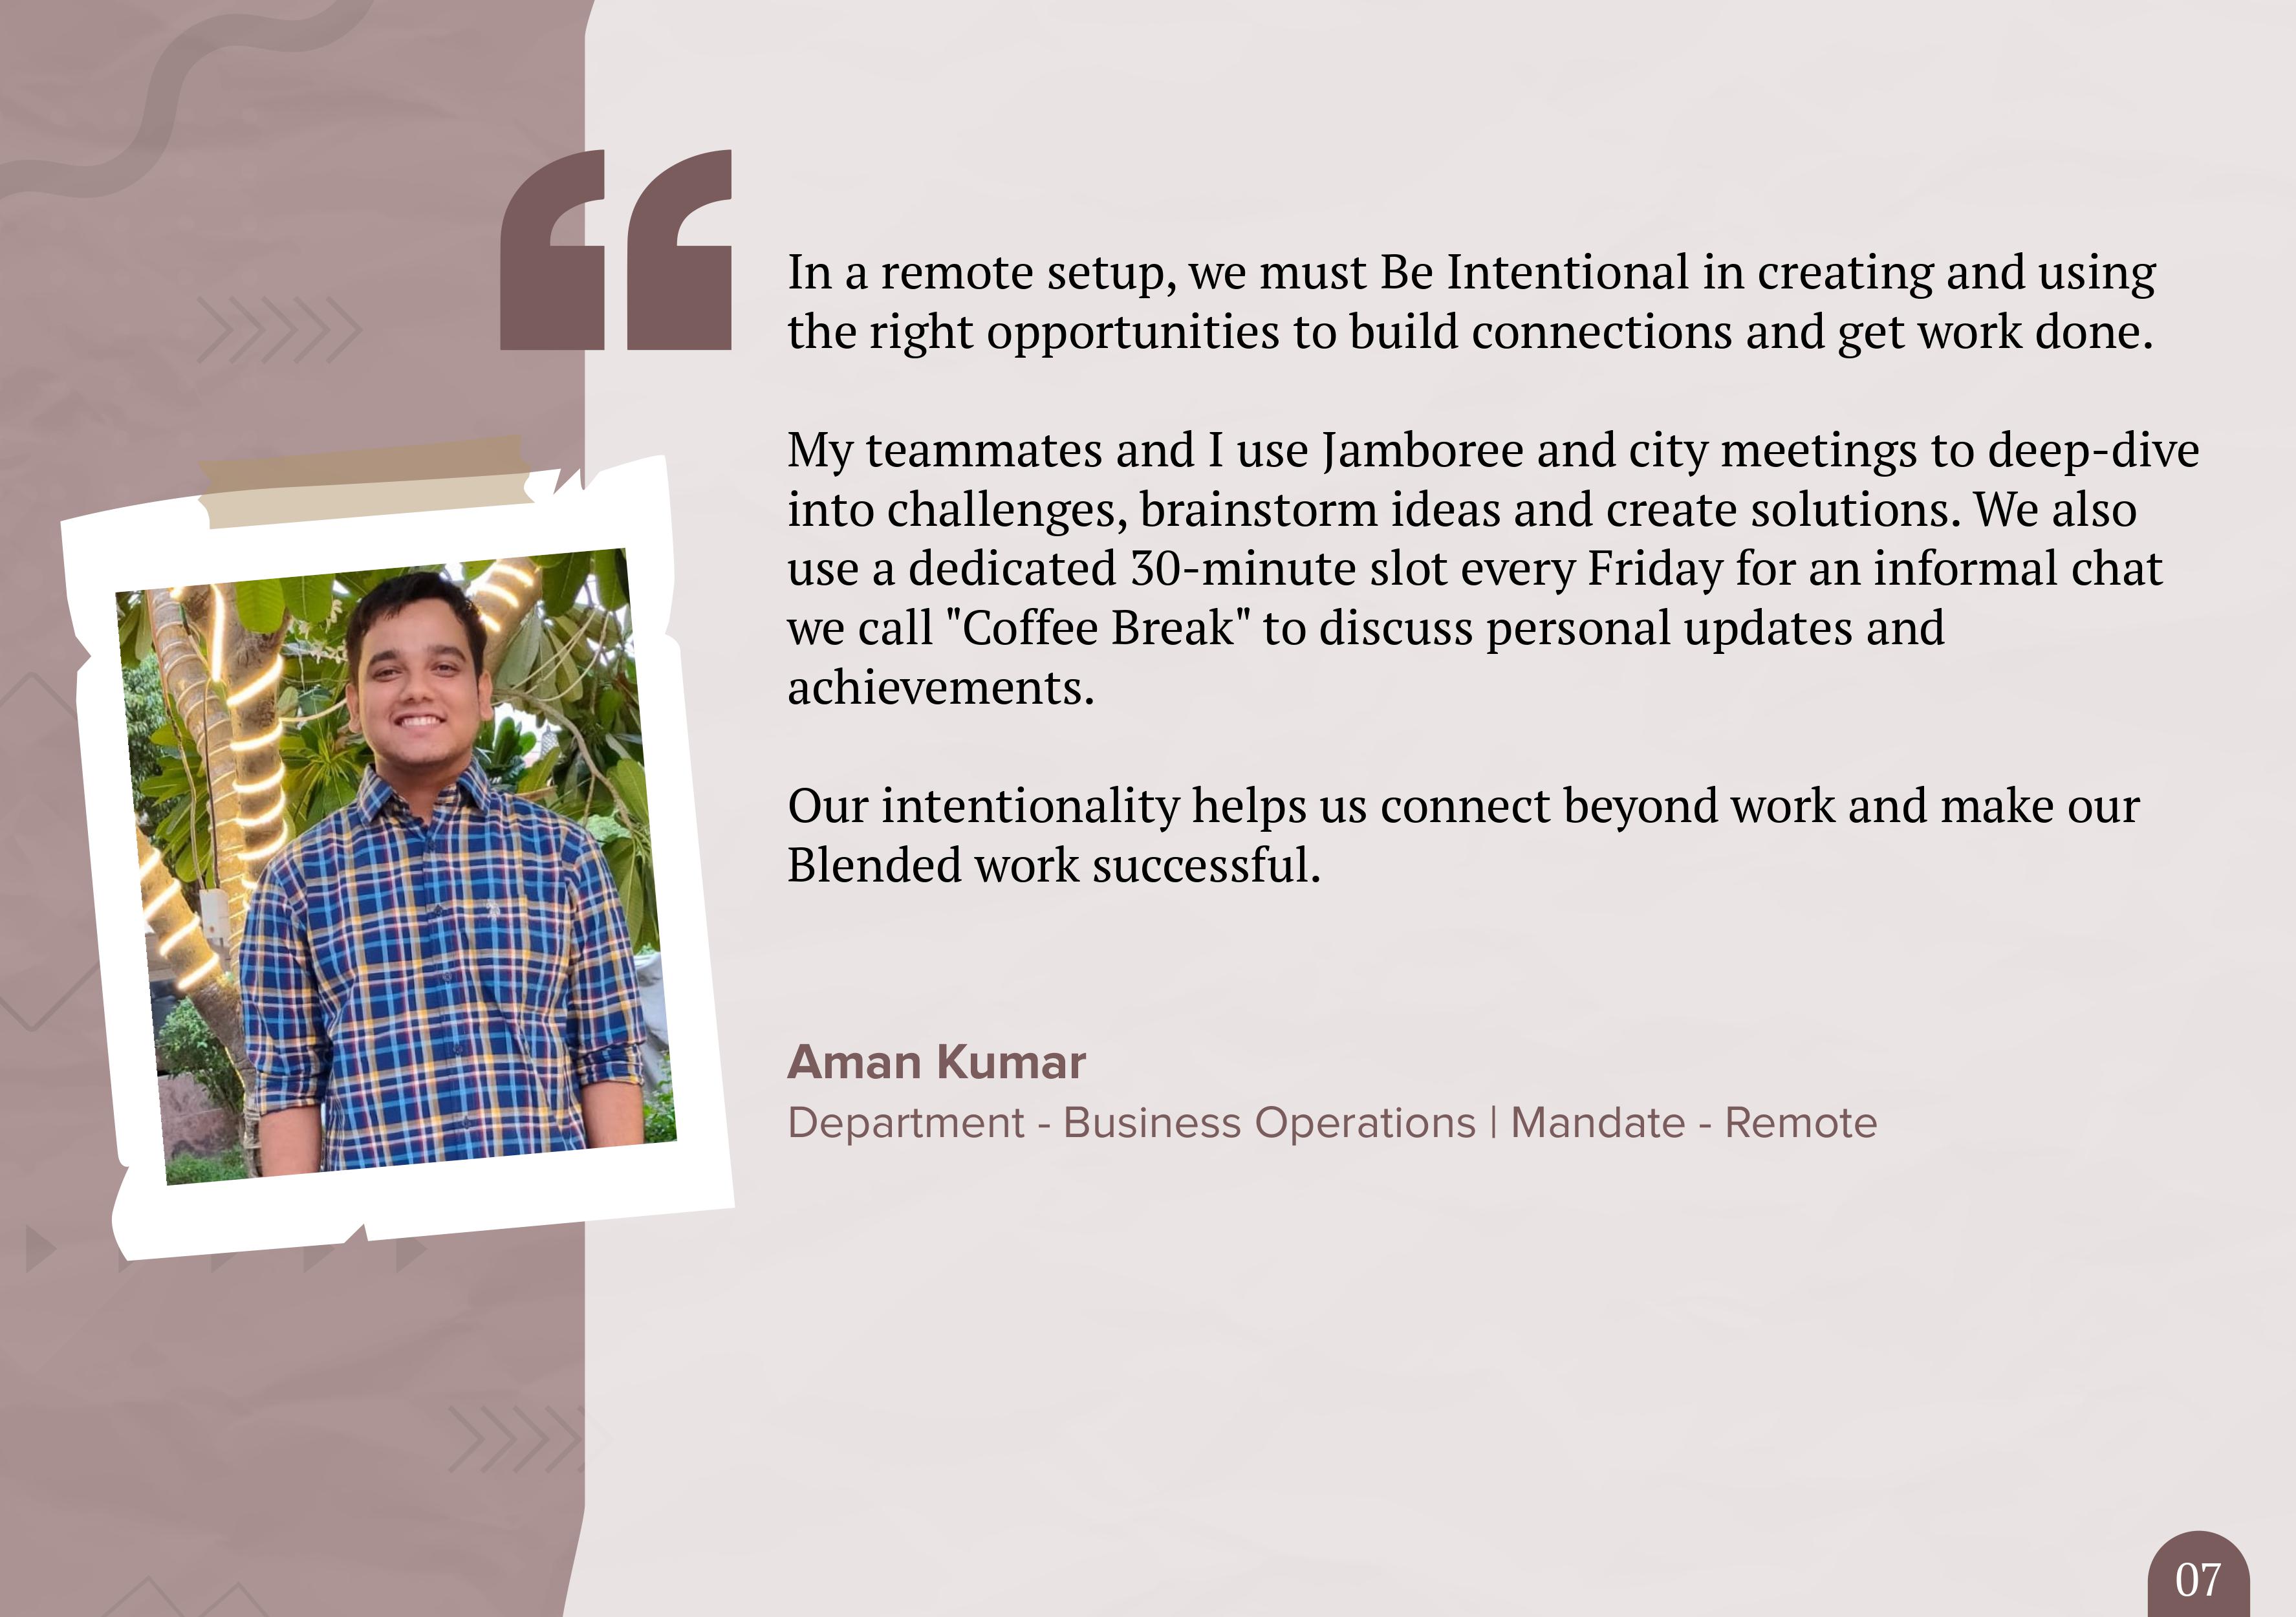 In a remote setup, we must Be Intentional in creating and using
the right opportunities to build connections and get work done.
My teammates and I use Jamboree and city meetings to deep-dive
into challenges, brainstorm ideas and create solutions. We also
use a dedicated 30-minute slot every Friday for an informal chat
we call "Coffee Break" to discuss personal updates and
achievements.
Our intentionality helps us connect beyond work and make our
Blended work successful.
Aman Kumar
Department - Business Operations | Mandate - Remote
07